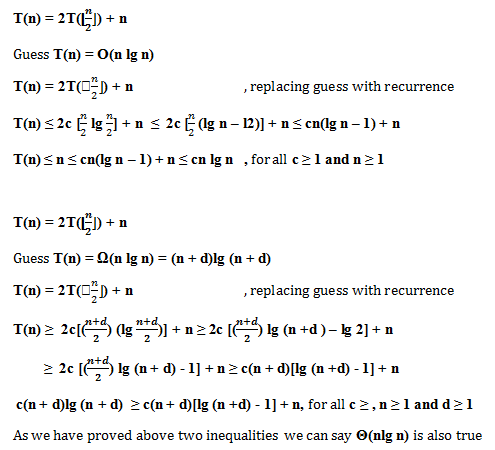 T(n) = 2T(⌊n/2⌋) + n
Guess T(n) = O(n lg n)
T(n) = 2T(□n/2⌋) + n , replacing guess with recurrence
T(n) ≤ 2c [n/2 lg n/2] + n ≤ 2c [n/2 (lg n – l2)] + n ≤ cn(lg n – 1) + n
T(n) ≤ n ≤ cn(lg n – 1) + n ≤ cn lg n , for all c ≥ 1 and n ≥ 1
T(n) = 2T(⌊n/2⌋) + n
Guess T(n) = Ω(n lg n) = (n + d)lg (n + d)
T(n) = 2T(□n/2⌋) + n , replacing guess with recurrence
T(n) ≥ 2c[(n+d/2) (lg n+d/2)] + n ≥ 2c [(n+d/2) lg (n +d ) – lg 2] + n
≥ 2c [(n+d/2) lg (n + d) - 1] + n ≥ c(n + d)[lg (n +d) - 1] + n
c(n + d)lg (n + d) ≥ c(n + d)[lg (n +d) - 1] + n, for all c ≥ , n ≥ 1 and d ≥ 1
As we have proved above two inequalities we can say Θ(nlg n) is also true